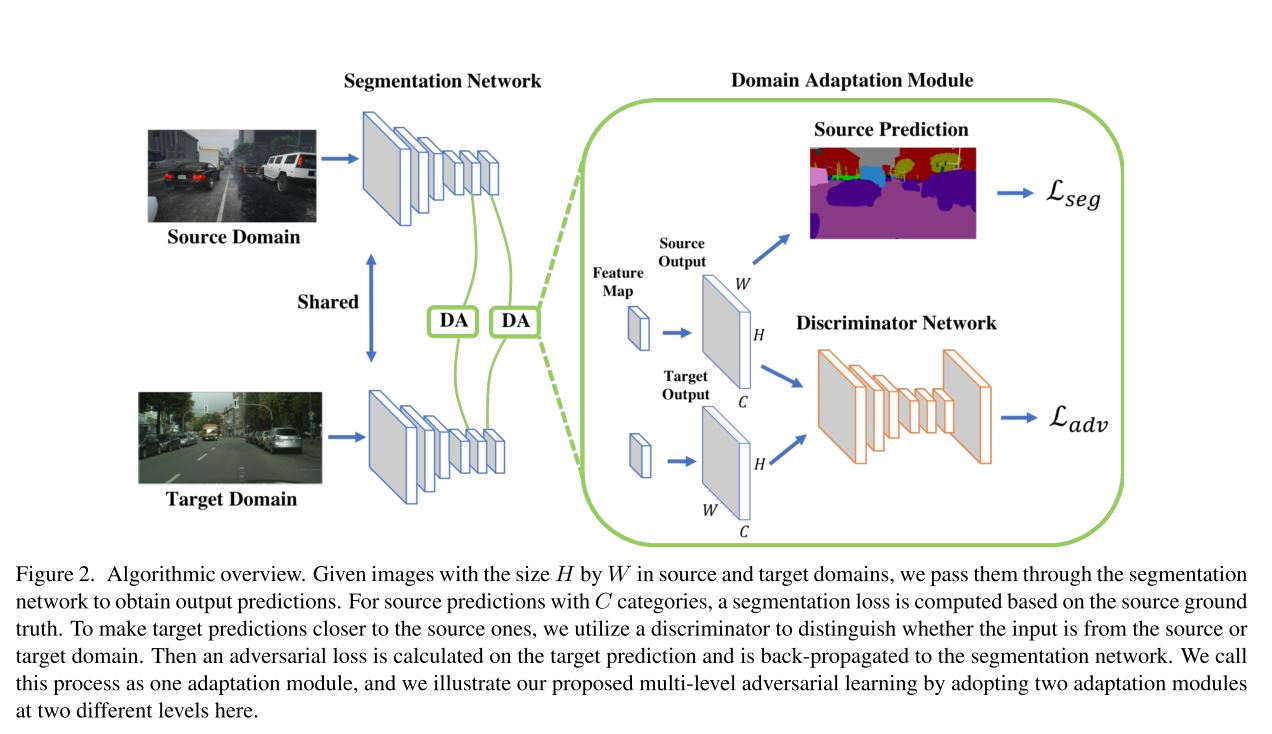 Segmentation Network
Domain Adaptation Module
Source Domain
Shared
Target Domain
DA
DA
Source Prediction
ℒseg
Source
Output
Feature
Map
W
H
C
Discriminator Network
Target
Output
H
W
C
ℒadv
Figure 2. Algorithmic overview. Given images with the size H by W in source and target domains, we pass them through the segmentation
network to obtain output predictions. For source predictions with C categories, a segmentation loss is computed based on the source ground
truth. To make target predictions closer to the source ones, we utilize a discriminator to distinguish whether the input is from the source or
target domain. Then an adversarial loss is calculated on the target prediction and is back-propagated to the segmentation network. We call
this process as one adaptation module, and we illustrate our proposed multi-level adversarial learning by adopting two adaptation modules
at two different levels here.